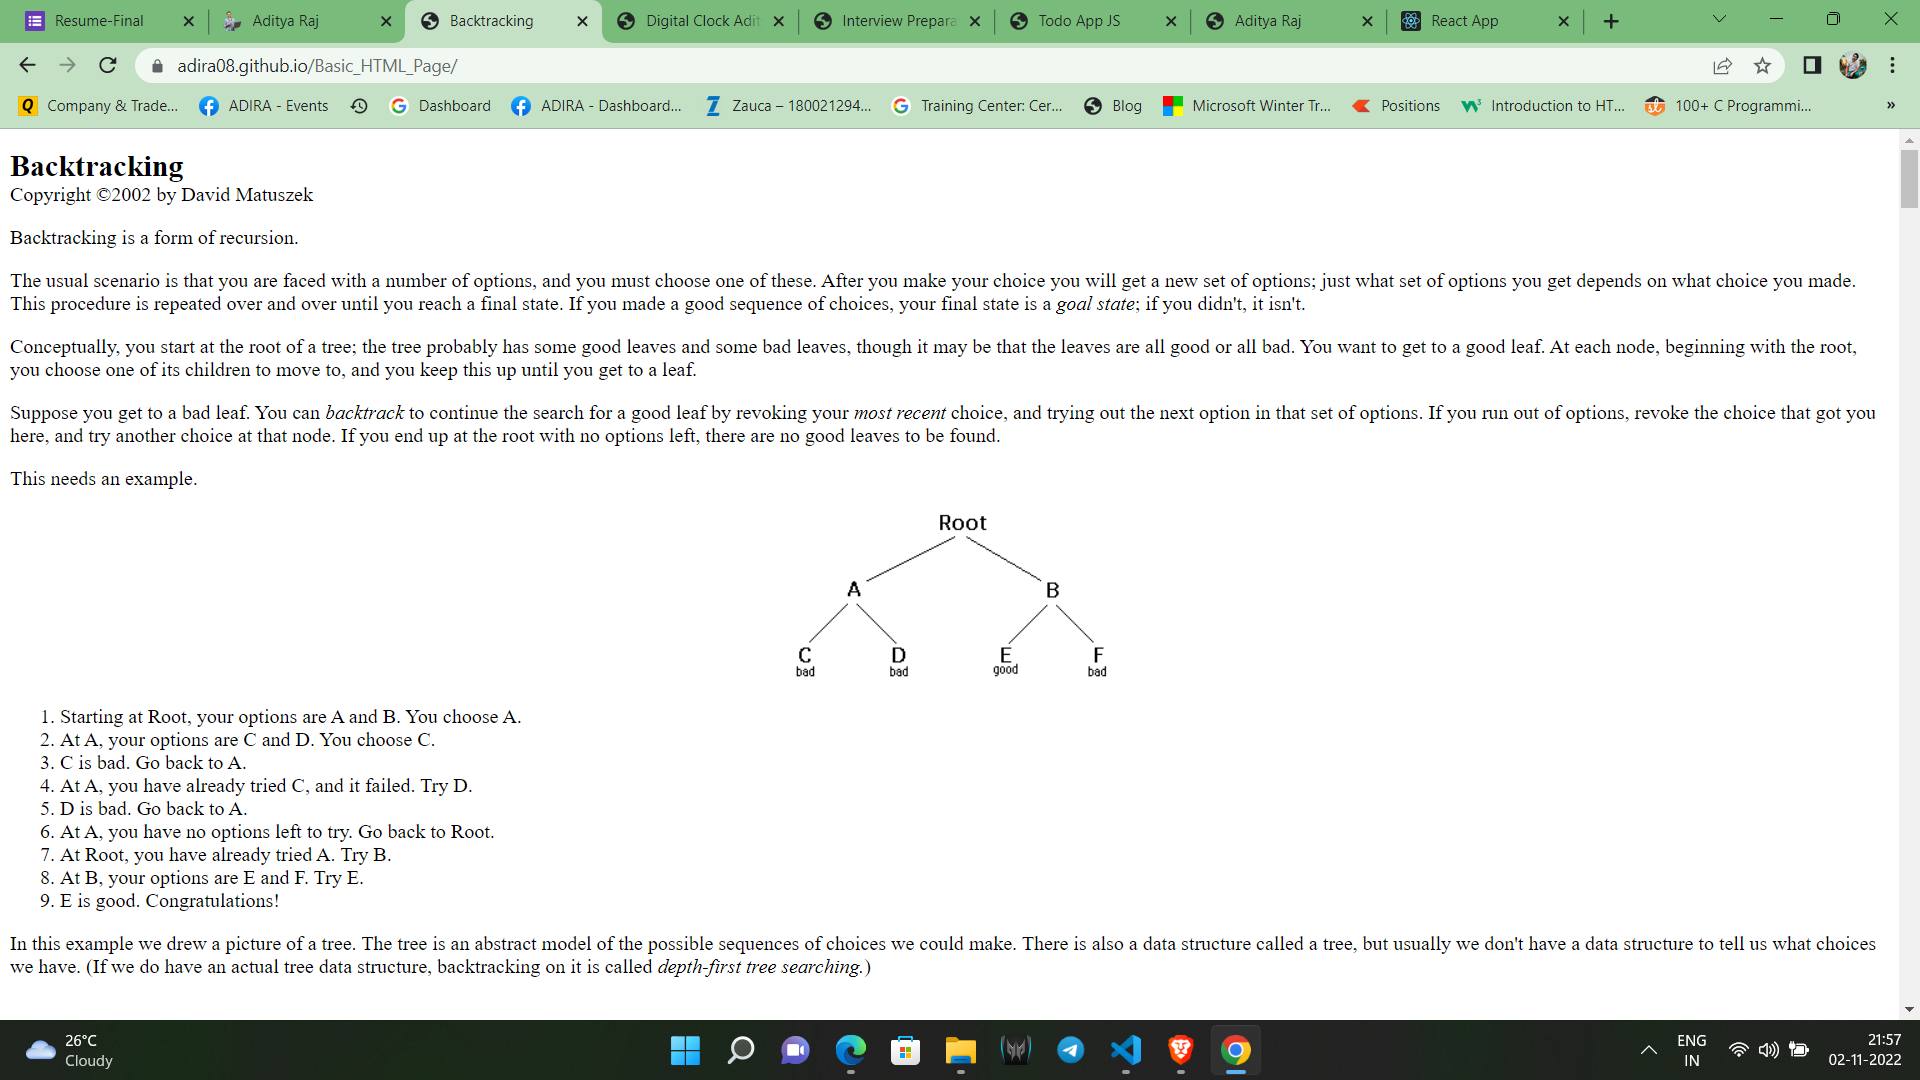 Resume-Final
Aditya Raj
Backtracking
Digital Clock Adit
Interview Prepara
Todo App JS
Aditya Raj
React App
adira08.github.io/Basic_HTML_Page/
Company & Trade...
ADIRA - Events
Dashboard
ADIRA - Dashboard...
Zauca – 180021294...
Training Center: Cer...
Blog
Microsoft Winter Tr...
Positions
Introduction to HT...
100+ C Programmi...
»
Backtracking
Copyright ©2002 by David Matuszek
Backtracking is a form of recursion.
The usual scenario is that you are faced with a number of options, and you must choose one of these. After you make your choice you will get a new set of options; just what set of options you get depends on what choice you made.
This procedure is repeated over and over until you reach a final state. If you made a good sequence of choices, your final state is a goal state; if you didn't, it isn't.
Conceptually, you start at the root of a tree; the tree probably has some good leaves and some bad leaves, though it may be that the leaves are all good or all bad. You want to get to a good leaf. At each node, beginning with the root,
you choose one of its children to move to, and you keep this up until you get to a leaf.
Suppose you get to a bad leaf. You can backtrack to continue the search for a good leaf by revoking your most recent choice, and trying out the next option in that set of options. If you run out of options, revoke the choice that got you
here, and try another choice at that node. If you end up at the root with no options left, there are no good leaves to be found.
This needs an example.
Root
A B
C D E F
bad bad good bad
1. Starting at Root, your options are A and B. You choose A.
2. At A, your options are C and D. You choose C.
3. C is bad. Go back to A.
4. At A, you have already tried C, and it failed. Try D.
5. D is bad. Go back to A.
6. At A, you have no options left to try. Go back to Root.
7. At Root, you have already tried A. Try B.
8. At B, your options are E and F. Try E.
9. E is good. Congratulations!
In this example we drew a picture of a tree. The tree is an abstract model of the possible sequences of choices we could make. There is also a data structure called a tree, but usually we don't have a data structure to tell us what choices
we have. (If we do have an actual tree data structure, backtracking on it is called depth-first tree searching.)
26°C
Cloudy
ENG
IN
21:57
02-11-2022